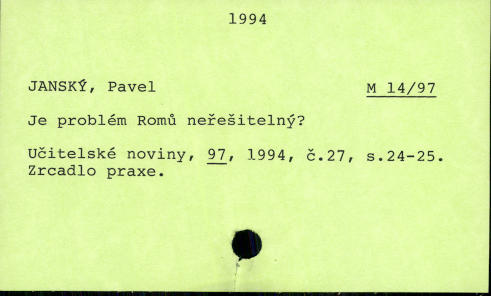 1994
JANSKÝ, Pavel M 14/97
Je problém Romů neřešitelný?
Učitelské noviny, 97, 1994, č.27, s.24-25.
Zrcadlo praxe.